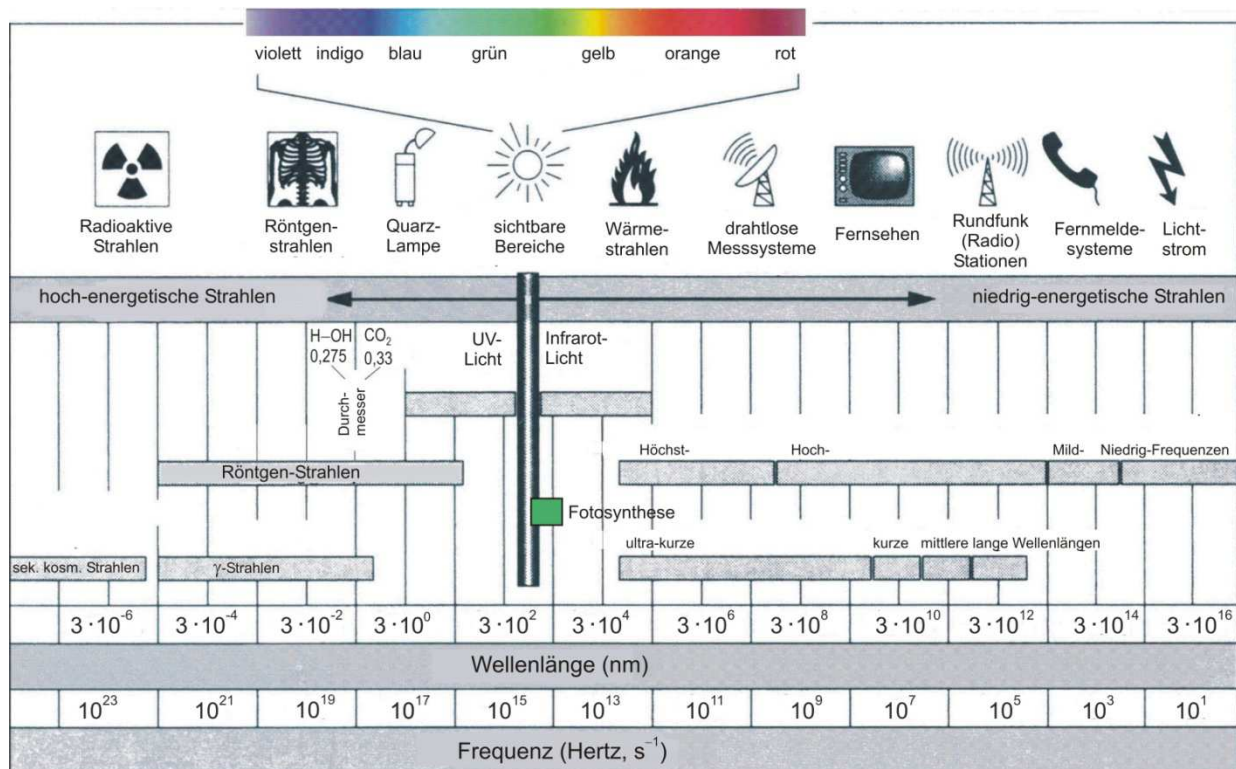 violett indigo blau grün gelb orange rot
Radioaktive
Strahlen
Röntgen-
strahlen
Quarz-
Lampe
sichtbare
Bereiche
Wärme-
strahlen
drahtlose
Messsysteme
Fernsehen
Rundfunk
(Radio)
Stationen
Fernmelde-
systeme
Licht-
strom
hoch-energetische Strahlen
niedrig-energetische Strahlen
H–OH
0,275
CO₂
0,33
Durch-
messer
UV-
Licht
Infrarot-
Licht
Röntgen-Strahlen
Höchst- Hoch- Mild- Niedrig-Frequenzen
Fotosynthese
sek. kosm. Strahlen
γ-Strahlen
ultra-kurze kurze mittlere lange Wellenlängen
3·10⁻⁶ 3·10⁻⁴ 3·10⁻² 3·10⁰ 3·10² 3·10⁴ 3·10⁶ 3·10⁸ 3·10¹⁰ 3·10¹² 3·10¹⁴ 3·10¹⁶
Wellenlänge (nm)
10²³ 10²¹ 10¹⁹ 10¹⁷ 10¹⁵ 10¹³ 10¹¹ 10⁹ 10⁷ 10⁵ 10³ 10¹
Frequenz (Hertz, s⁻¹)